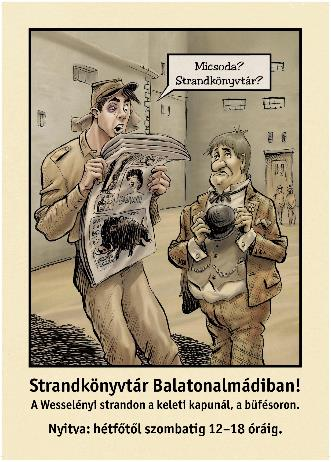 Micsoda?
Strandkönyvtár?
Strandkönyvtár Balatonalmádiban!
A Wesselényi strandon a keleti kapunál, a büfésoron.
Nyitva: hétfőtől szombatig 12–18 óráig.